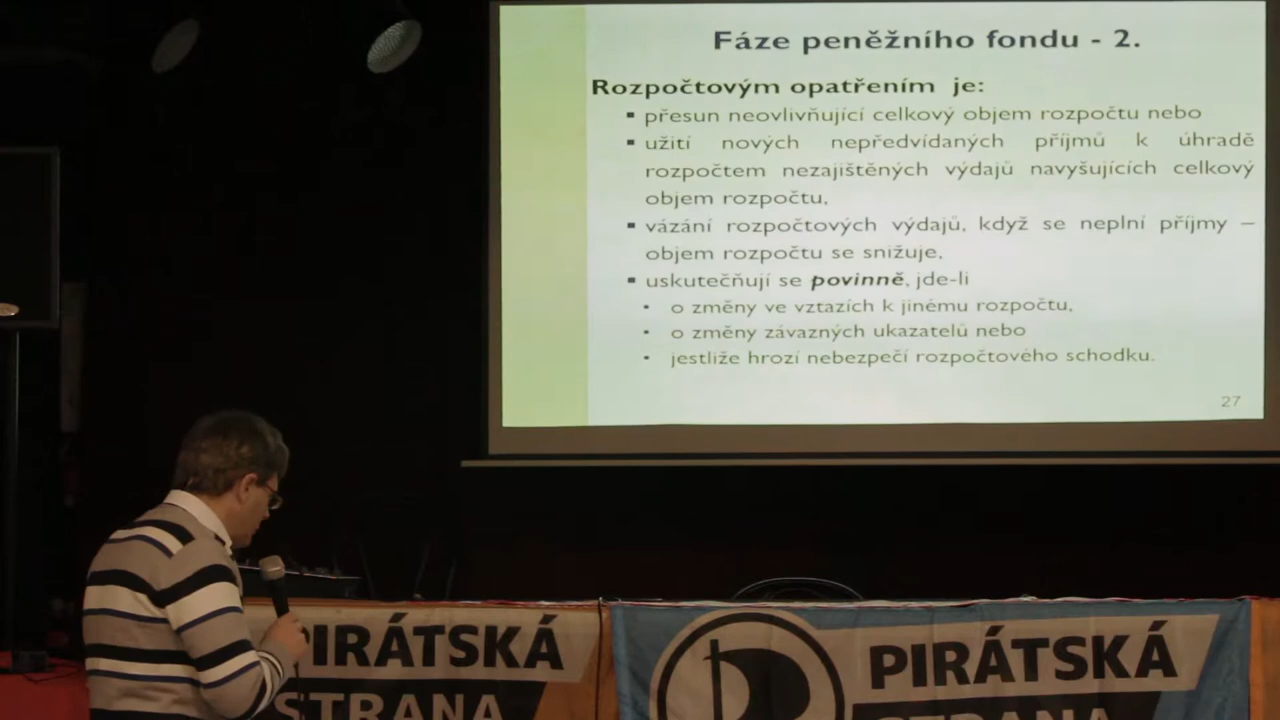 Fáze peněžního fondu - 2.
Rozpočtovým opatřením je:
▪ přesun neovlivňující celkový objem rozpočtu nebo
▪ užití nových nepředvídaných příjmů k úhradě
rozpočtem nezajištěných výdajů navyšujících celkový
objem rozpočtu,
▪ vázání rozpočtových výdajů, když se neplní příjmy –
objem rozpočtu se snižuje,
▪ uskutečňují se povinně, jde-li
• o změny ve vztazích k jinému rozpočtu,
• o změny závazných ukazatelů nebo
• jestliže hrozí nebezpečí rozpočtového schodku.
27
PIRÁTSKÁ
STRANA
PIRÁTSKÁ
STRANA